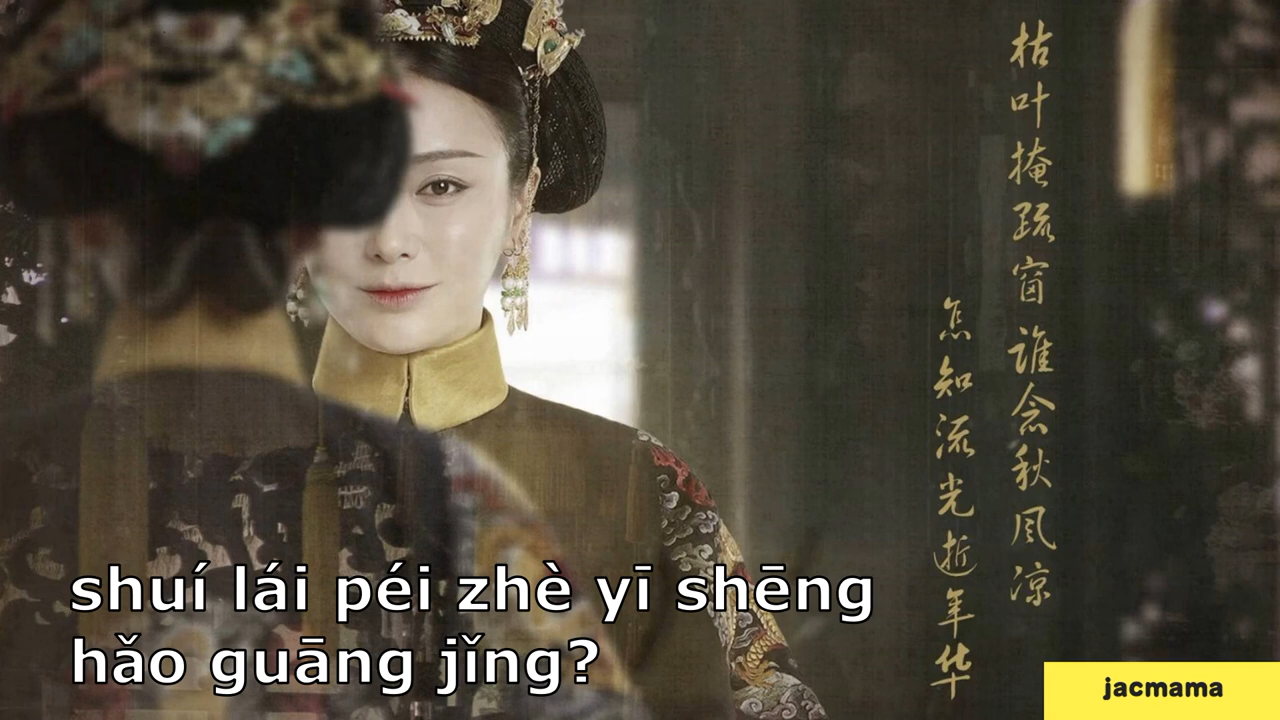 枯叶掩疏窗谁念秋风凉
怎知流光逝年华
shuí lái péi zhè yī shēng
hǎo guāng jǐng?
jacmama